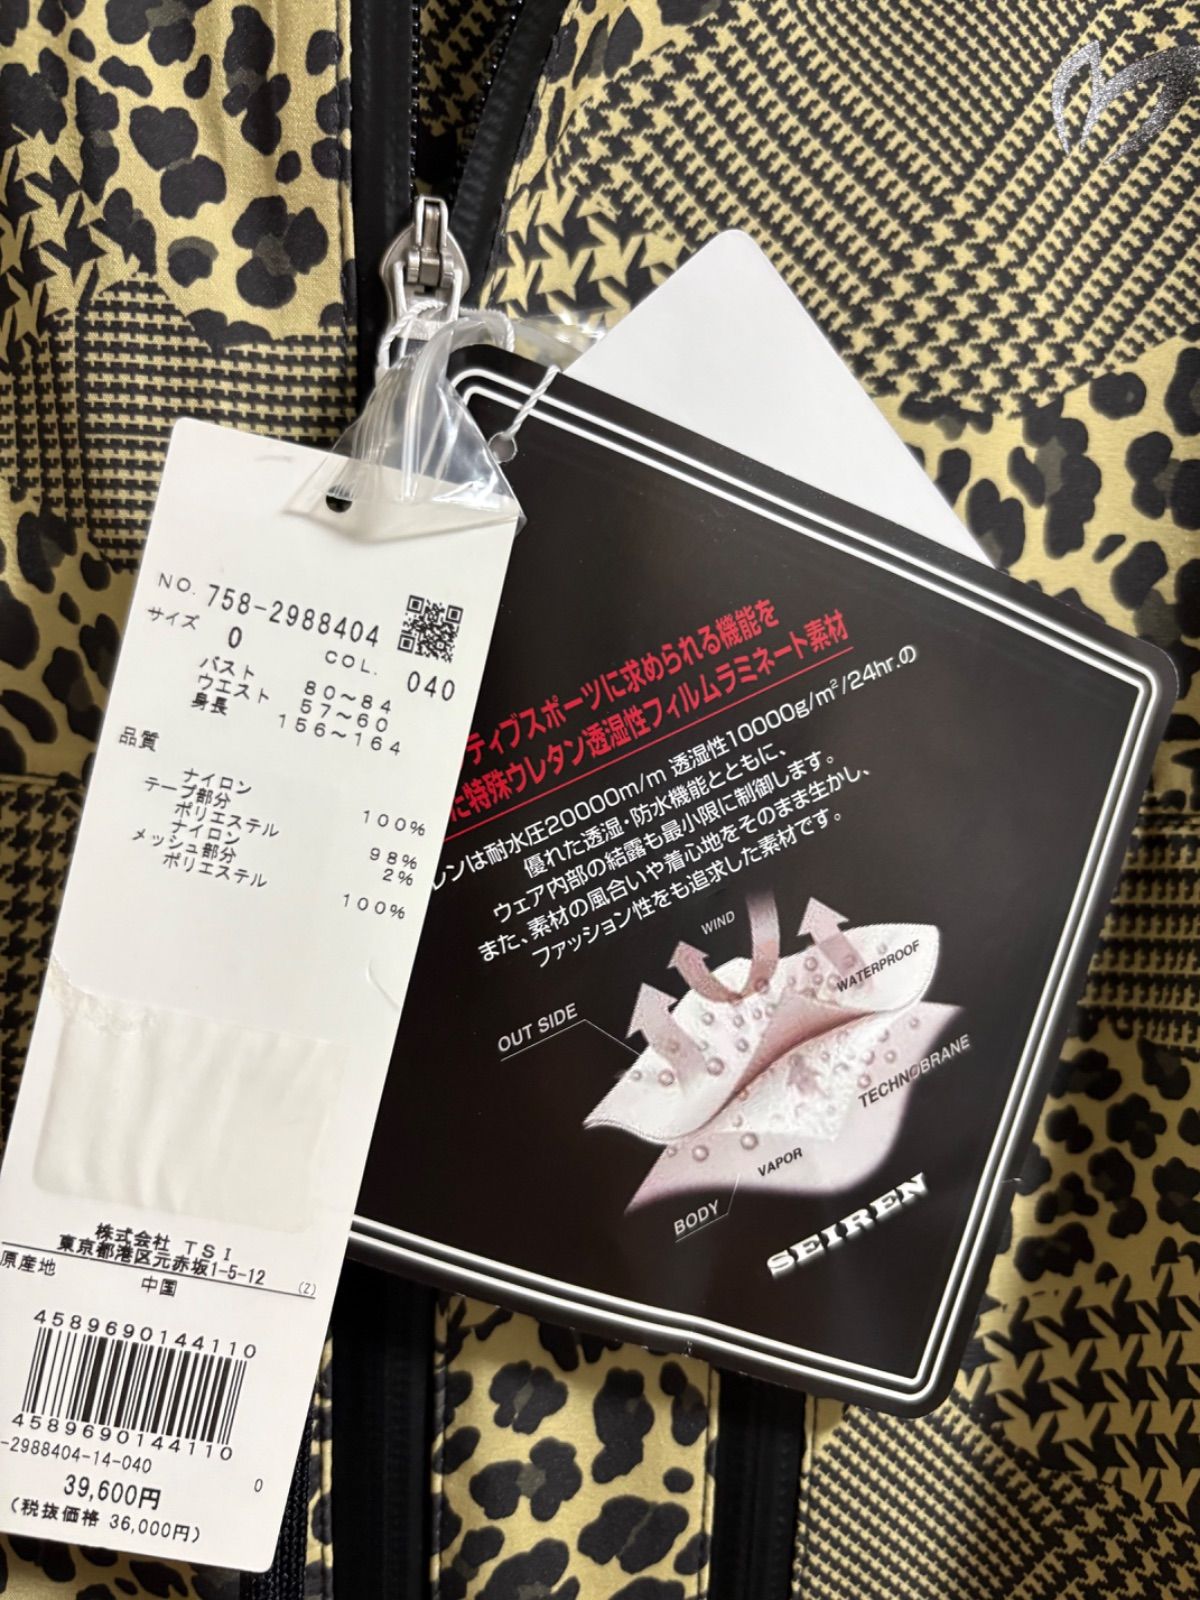 NO. 758-2988404
サイズ 0 COL. 040
バスト 80～84
ウエスト 57～60
身長 156～164
品質
ナイロン 100%
テープ部分
ポリエステル 98%
ナイロン 2%
メッシュ部分
ポリエステル 100%
株式会社 TSI
東京都港区元赤坂1-5-12 (Z)
原産地 中国
4589690144110
4589690144110
-2988404-14-040 0
39,600円
(税抜価格 36,000円)
ティブスポーツに求められる機能を
た特殊ウレタン透湿性フィルムラミネート素材
レンは耐水圧20000m/m 透湿性10000g/m²/24hr.の
優れた透湿・防水機能とともに、
ウェア内部の結露も最小限に制御します。
また、素材の風合いや着心地をそのまま生かし、
ファッション性をも追求した素材です。
WIND
WATERPROOF
OUT SIDE
TECHNOBRANE
VAPOR
BODY
SEIREN